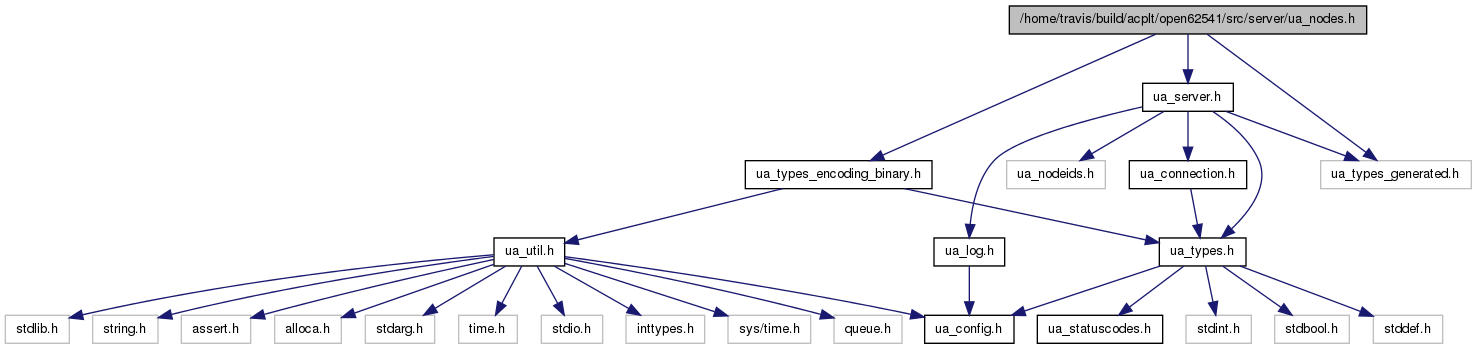 /home/travis/build/acplt/open62541/src/server/ua_nodes.h
ua_server.h
ua_types_encoding_binary.h
ua_nodeids.h
ua_connection.h
ua_types_generated.h
ua_util.h
ua_log.h
ua_types.h
stdlib.h
string.h
assert.h
alloca.h
stdarg.h
time.h
stdio.h
inttypes.h
sys/time.h
queue.h
ua_config.h
ua_statuscodes.h
stdint.h
stdbool.h
stddef.h